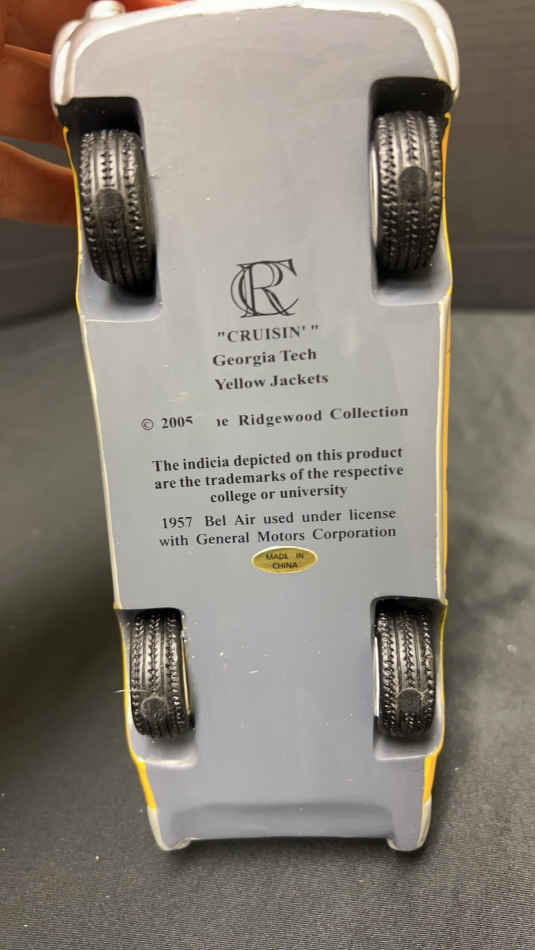 RC
"CRUISIN'"
Georgia Tech
Yellow Jackets
© 2005 Ridgewood Collection
The indicia depicted on this product
are the trademarks of the respective
college or university
1957 Bel Air used under license
with General Motors Corporation
MADE IN
CHINA